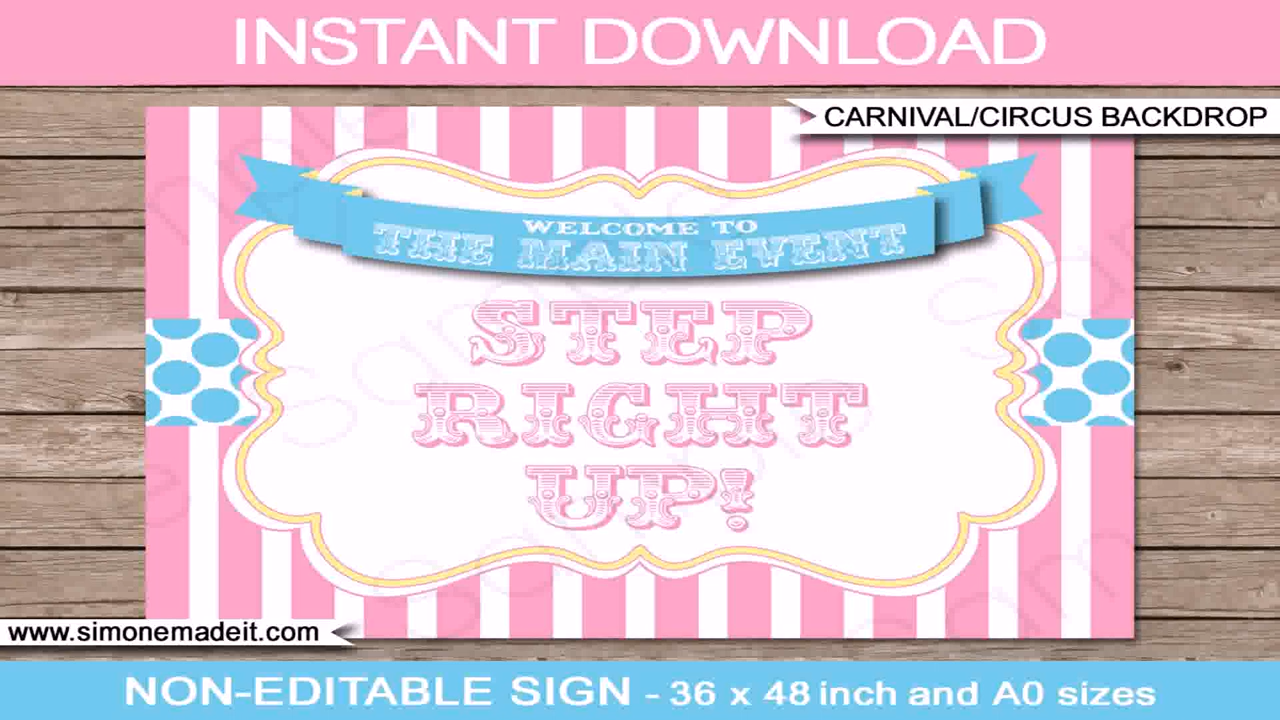 INSTANT DOWNLOAD
CARNIVAL/CIRCUS BACKDROP
WELCOME TO
THE MAIN EVENT
STEP
RIGHT
UP!
www.simonemadeit.com
NON-EDITABLE SIGN - 36 x 48 inch and A0 sizes